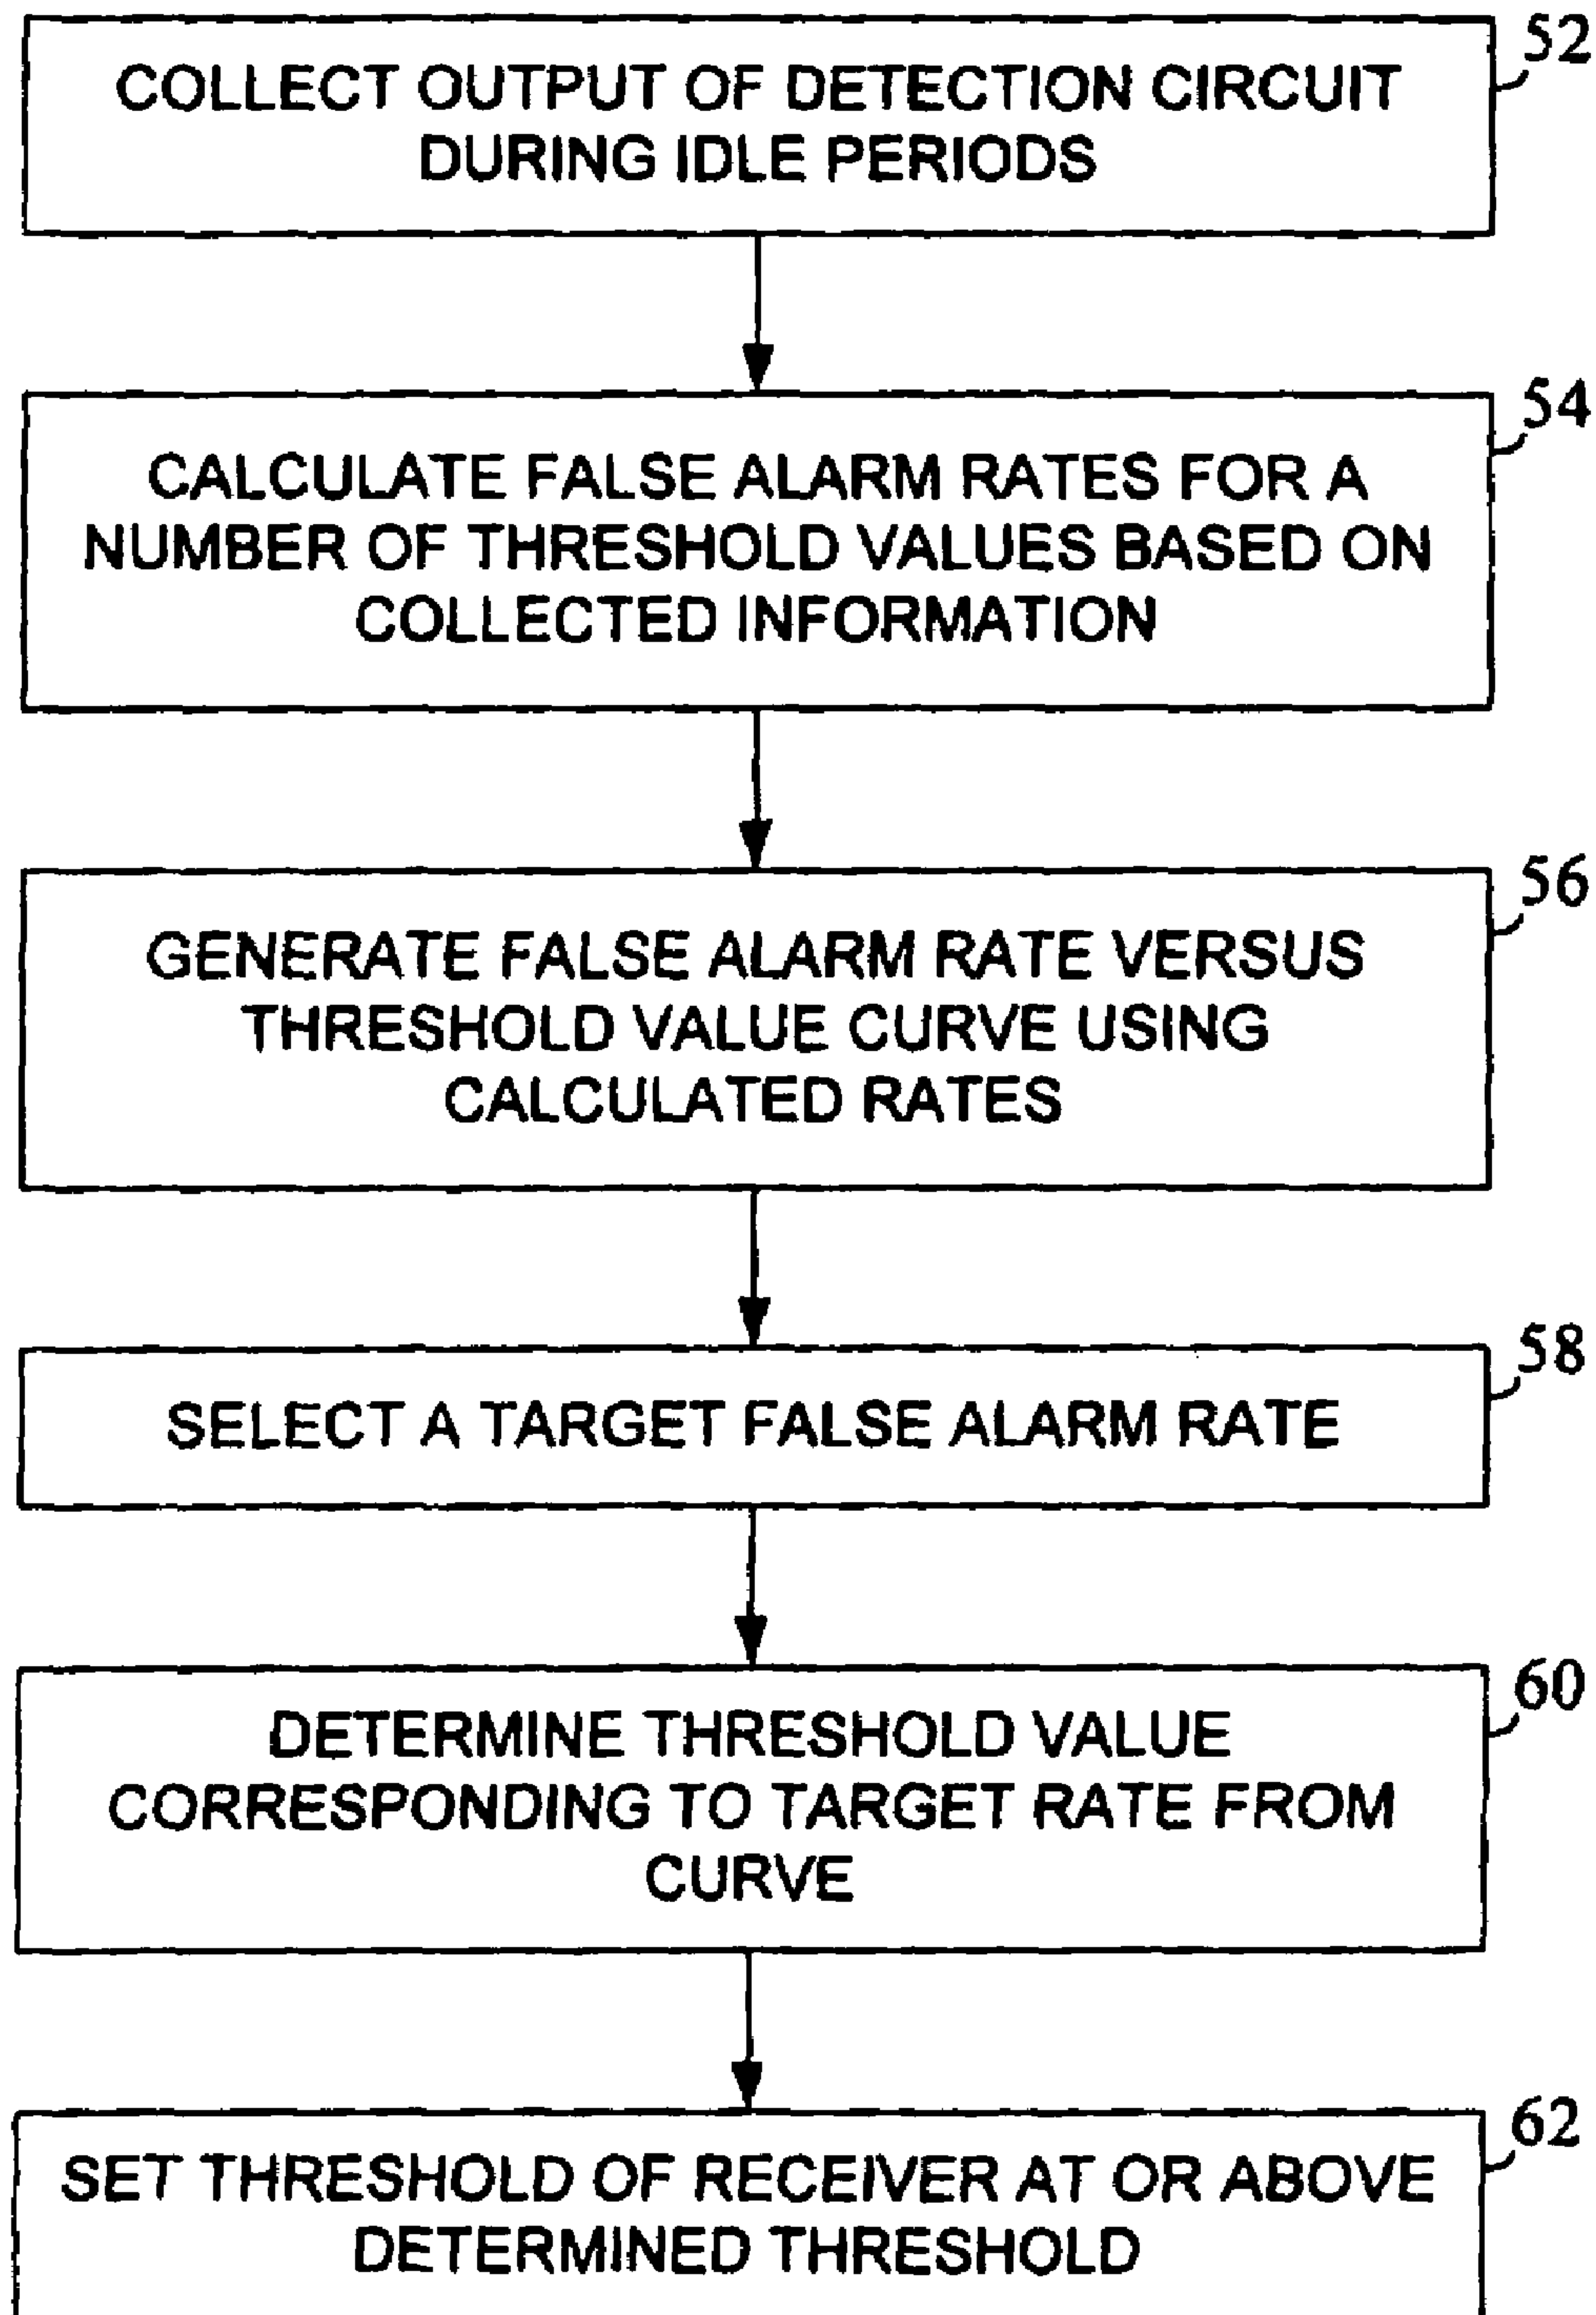 52
COLLECT OUTPUT OF DETECTION CIRCUIT
DURING IDLE PERIODS
54
CALCULATE FALSE ALARM RATES FOR A
NUMBER OF THRESHOLD VALUES BASED ON
COLLECTED INFORMATION
56
GENERATE FALSE ALARM RATE VERSUS
THRESHOLD VALUE CURVE USING
CALCULATED RATES
58
SELECT A TARGET FALSE ALARM RATE
60
DETERMINE THRESHOLD VALUE
CORRESPONDING TO TARGET RATE FROM
CURVE
62
SET THRESHOLD OF RECEIVER AT OR ABOVE
DETERMINED THRESHOLD